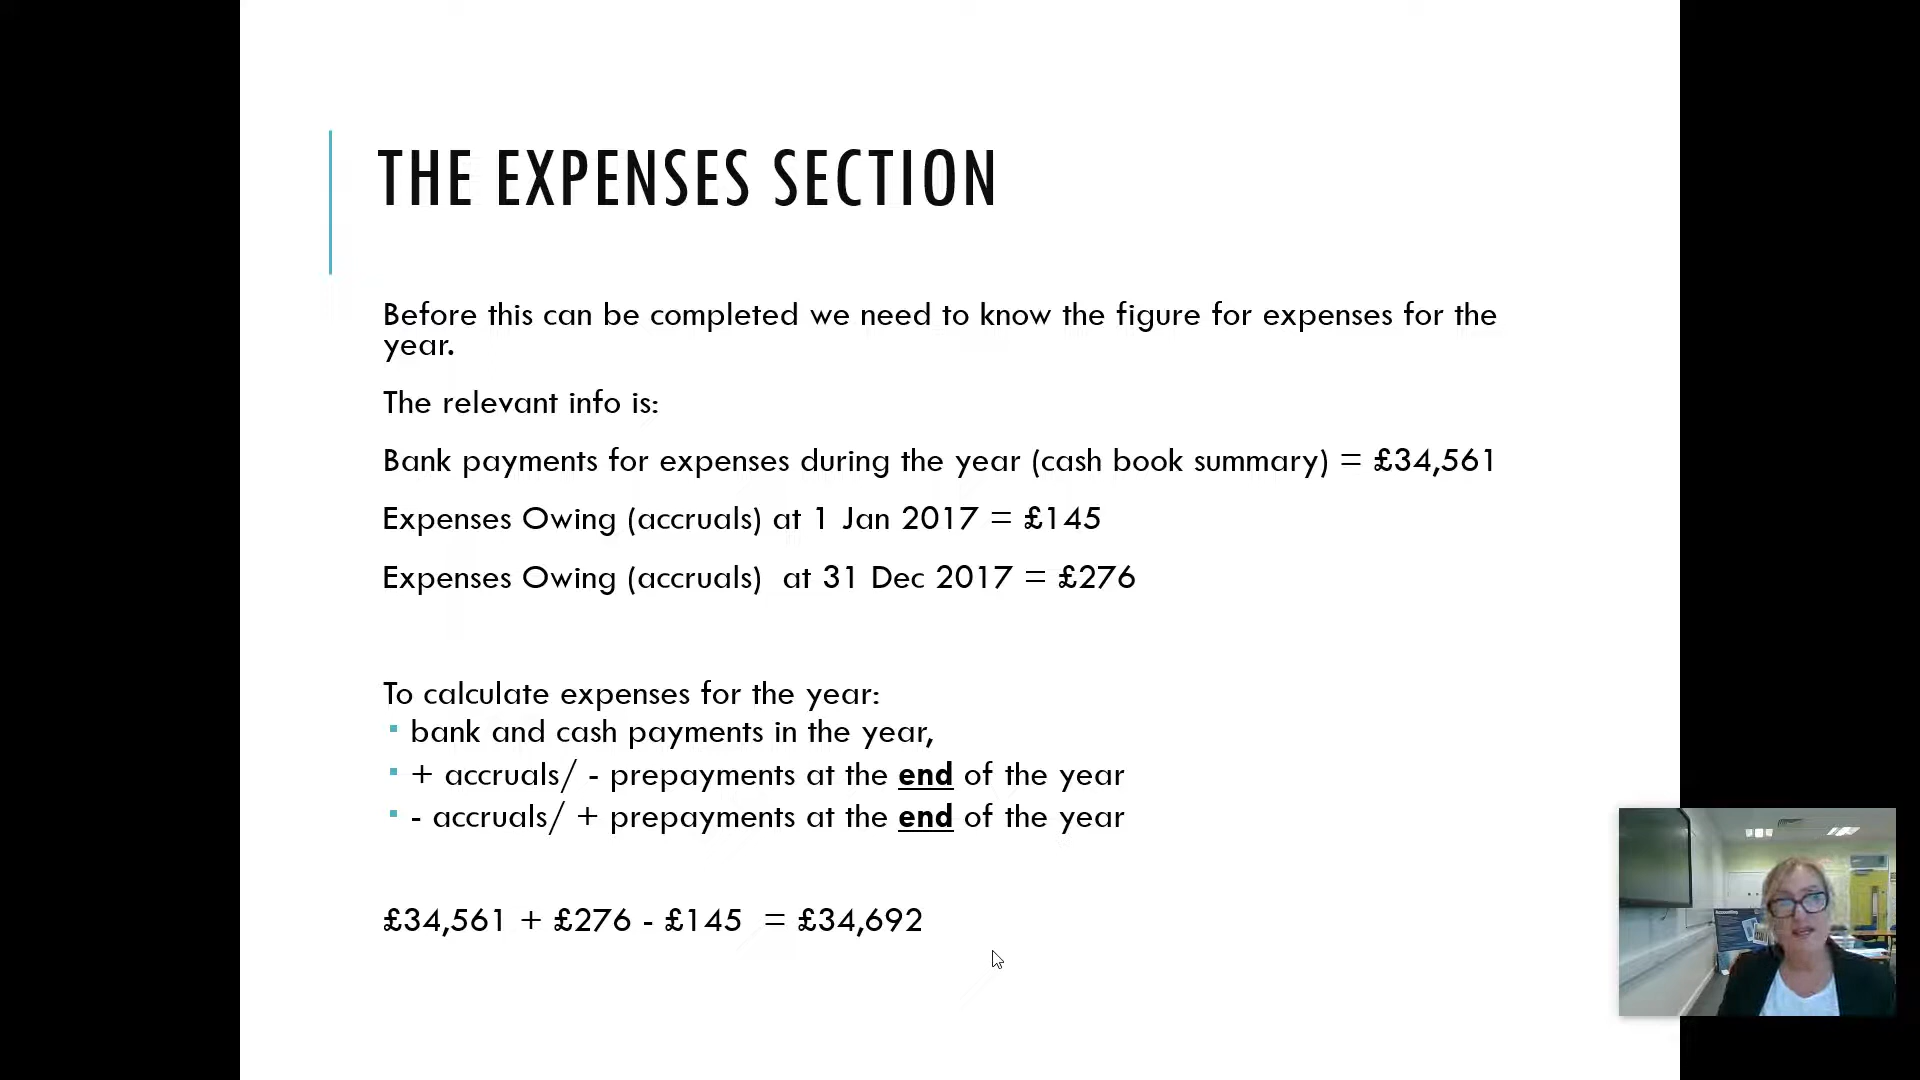 THE EXPENSES SECTION
Before this can be completed we need to know the figure for expenses for the
year.
The relevant info is:
Bank payments for expenses during the year (cash book summary) = £34,561
Expenses Owing (accruals) at 1 Jan 2017 = £145
Expenses Owing (accruals)  at 31 Dec 2017 = £276
To calculate expenses for the year:
▪ bank and cash payments in the year,
▪ + accruals/ - prepayments at the end of the year
▪ - accruals/ + prepayments at the end of the year
£34,561 + £276 - £145  = £34,692
Accounting